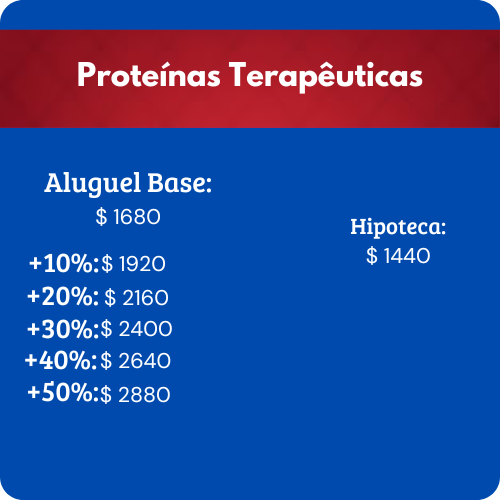 Proteínas Terapêuticas
Aluguel Base:
$ 1680
+10%: $ 1920
+20%: $ 2160
+30%: $ 2400
+40%: $ 2640
+50%: $ 2880
Hipoteca:
$ 1440